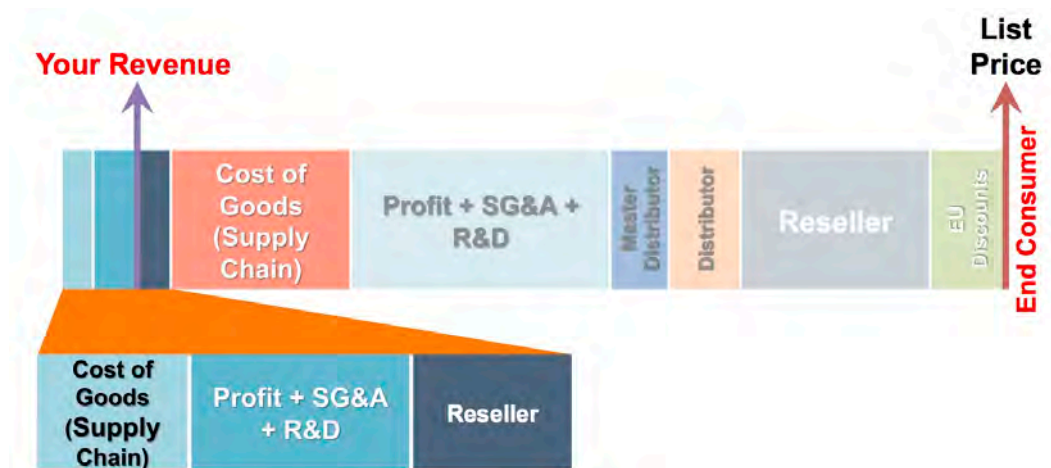 Your Revenue
List
Price
Cost of
Goods
(Supply
Chain)
Profit + SG&A +
R&D
Master
Distributor
Distributor
Reseller
EU
Discounts
End Consumer
Cost of
Goods
(Supply
Chain)
Profit + SG&A
+ R&D
Reseller